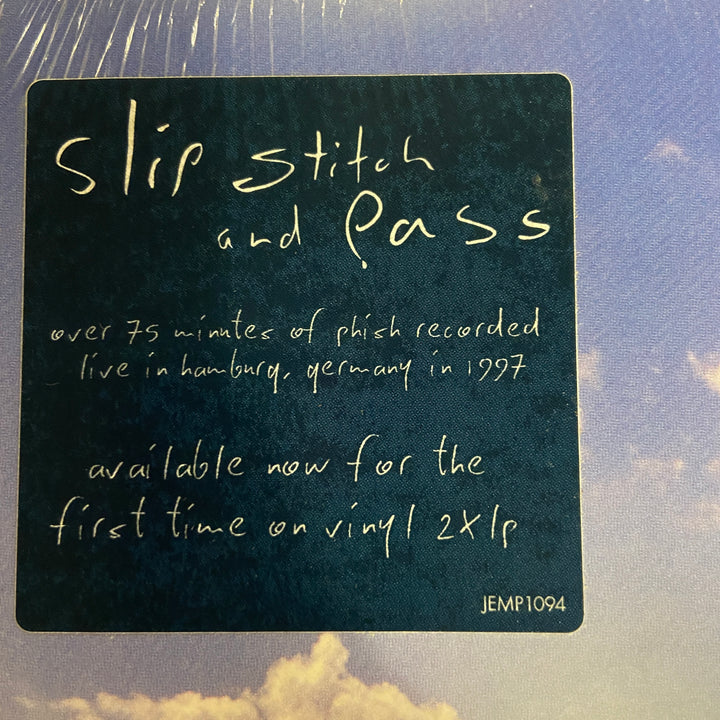 slip stitch
and Pass
over 75 minutes of phish recorded
live in hamburg, germany in 1997
available now for the
first time on vinyl 2xlp
JEMP1094